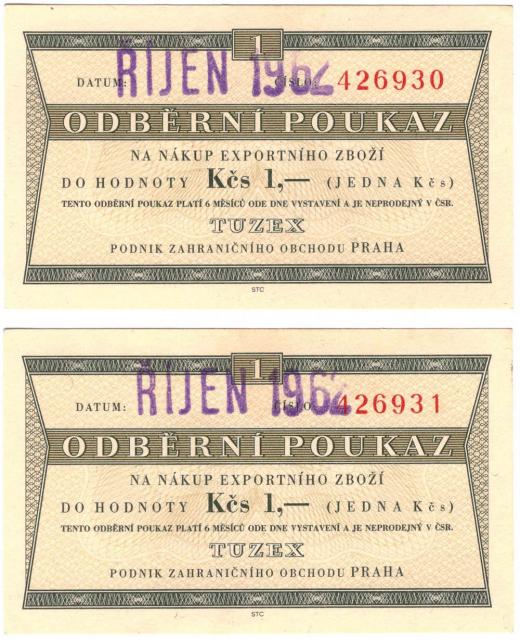 1
DATUM: ŘÍJEN 1962 ČÍSLO: 426930
ODBĚRNÍ POUKAZ
NA NÁKUP EXPORTNÍHO ZBOŽÍ
DO HODNOTY Kčs 1,— (JEDNA Kčs)
TENTO ODBĚRNÍ POUKAZ PLATÍ 6 MĚSÍCŮ ODE DNE VYSTAVENÍ A JE NEPRODEJNÝ V ČSR.
TUZEX
PODNIK ZAHRANIČNÍHO OBCHODU PRAHA
STC
1
DATUM: ŘÍJEN 1962 ČÍSLO: 426931
ODBĚRNÍ POUKAZ
NA NÁKUP EXPORTNÍHO ZBOŽÍ
DO HODNOTY Kčs 1,— (JEDNA Kčs)
TENTO ODBĚRNÍ POUKAZ PLATÍ 6 MĚSÍCŮ ODE DNE VYSTAVENÍ A JE NEPRODEJNÝ V ČSR.
TUZEX
PODNIK ZAHRANIČNÍHO OBCHODU PRAHA
STC